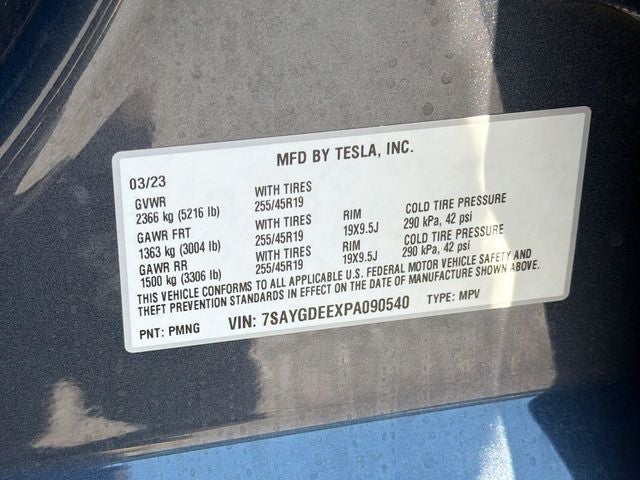 MFD BY TESLA, INC.
03/23
GVWR WITH TIRES
2366 kg (5216 lb) 255/45R19 RIM COLD TIRE PRESSURE
GAWR FRT WITH TIRES 19X9.5J 290 kPa, 42 psi
1363 kg (3004 lb) 255/45R19 RIM COLD TIRE PRESSURE
GAWR RR WITH TIRES 19X9.5J 290 kPa, 42 psi
1500 kg (3306 lb) 255/45R19
THIS VEHICLE CONFORMS TO ALL APPLICABLE U.S. FEDERAL MOTOR VEHICLE SAFETY AND
THEFT PREVENTION STANDARDS IN EFFECT ON THE DATE OF MANUFACTURE SHOWN ABOVE.
PNT: PMNG VIN: 7SAYGDEEXPA090540 TYPE: MPV